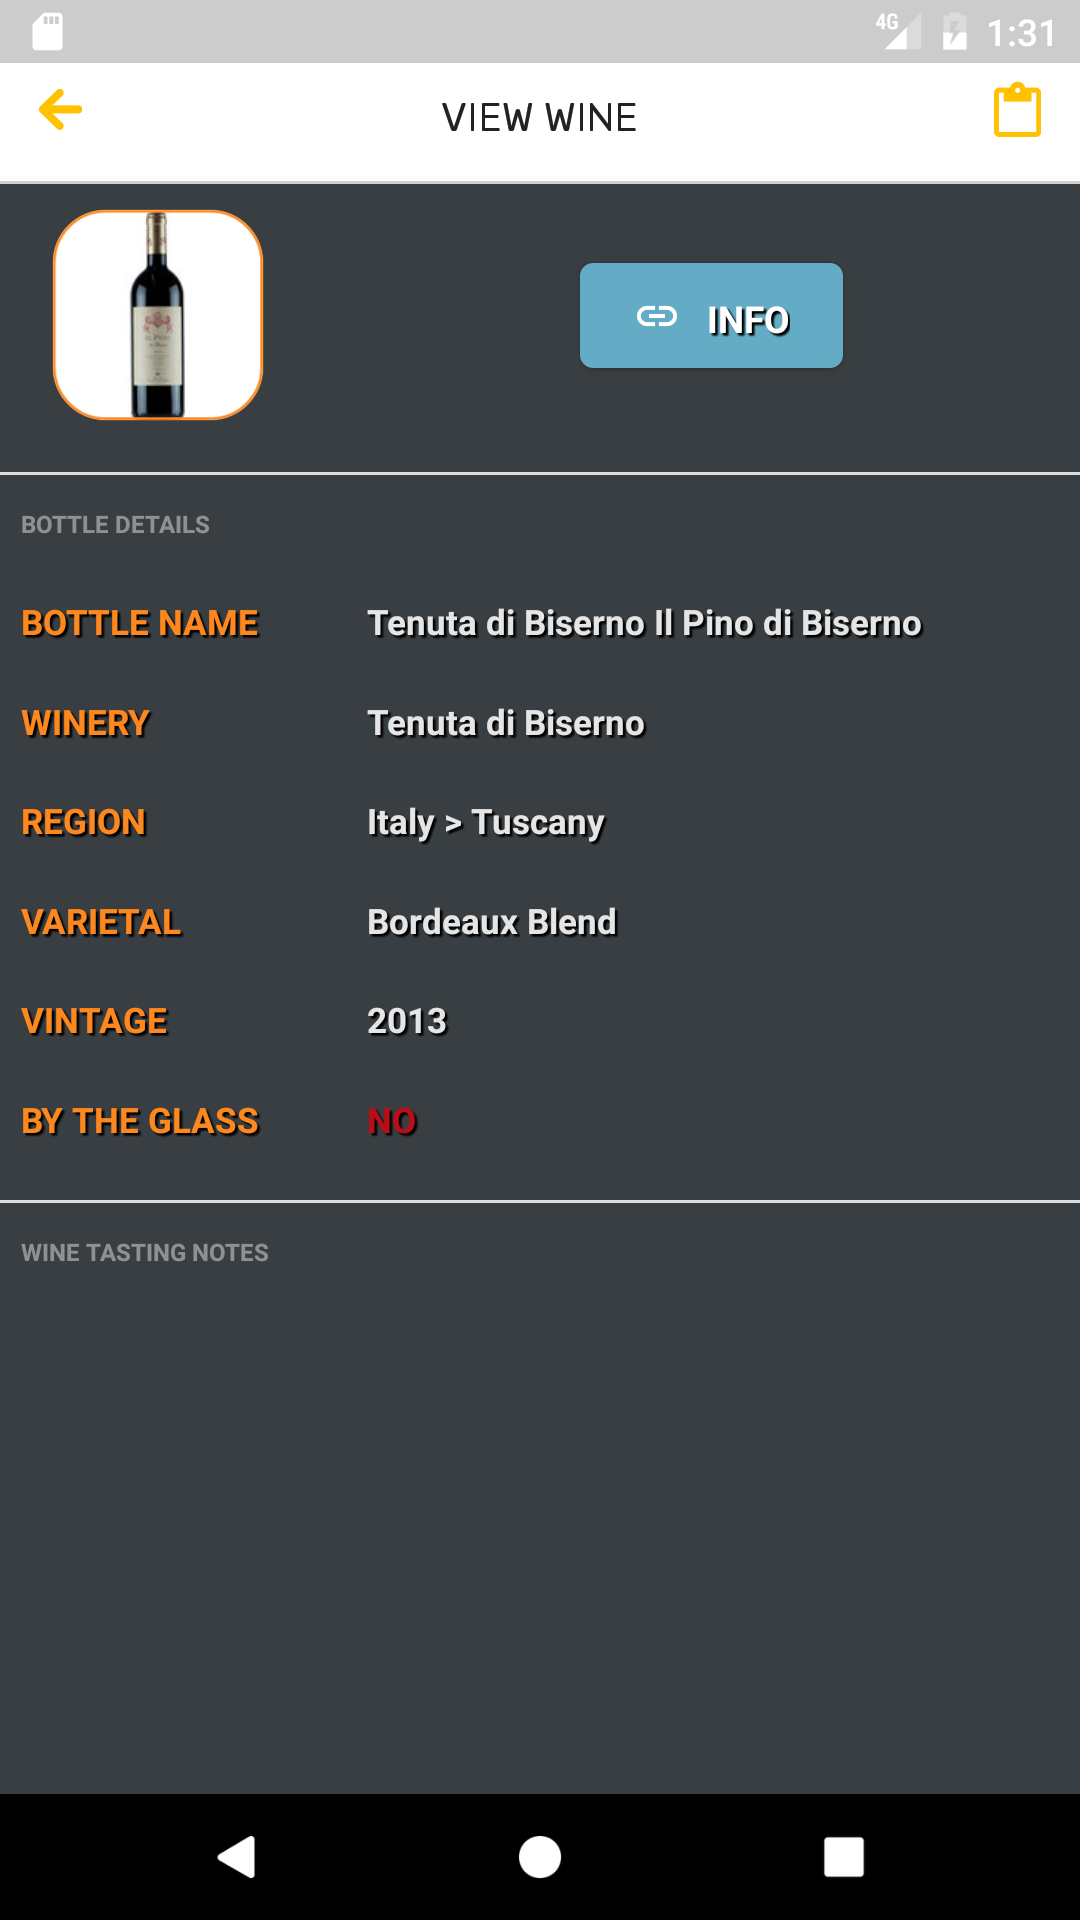 4G 1:31
VIEW WINE
INFO
BOTTLE DETAILS
BOTTLE NAME Tenuta di Biserno Il Pino di Biserno
WINERY Tenuta di Biserno
REGION Italy > Tuscany
VARIETAL Bordeaux Blend
VINTAGE 2013
BY THE GLASS NO
WINE TASTING NOTES